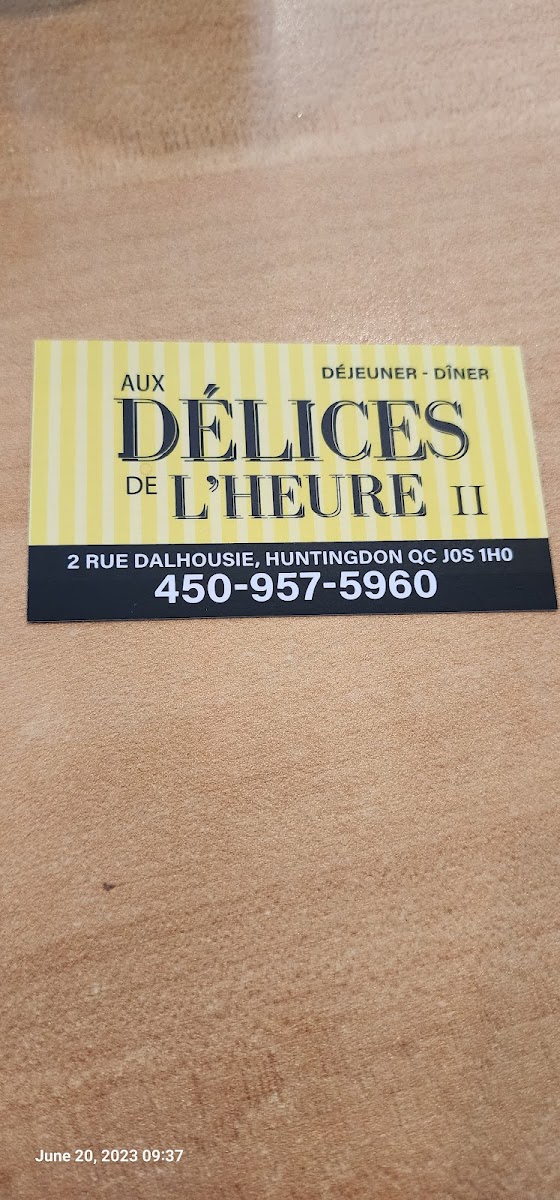 DÉJEUNER - DÎNER
AUX
DÉLICES
DE L'HEURE II
2 RUE DALHOUSIE, HUNTINGDON QC J0S 1H0
450-957-5960
June 20, 2023 09:37